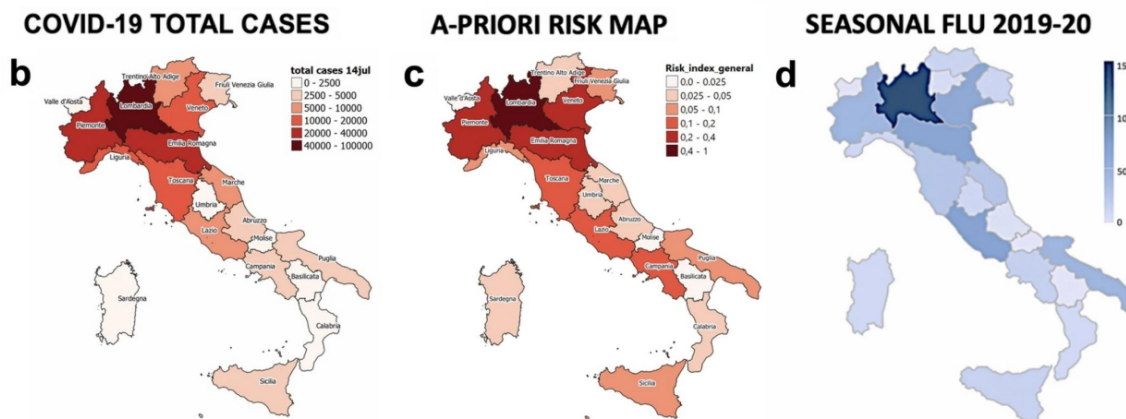 COVID-19 TOTAL CASES
b
total cases 14jul
0 - 2500
2500 - 5000
5000 - 10000
10000 - 20000
20000 - 40000
40000 - 100000
Trentino Alto Adige
Friuli Venezia Giulia
Valle d'Aosta
Lombardia
Veneto
Piemonte
Emilia Romagna
Liguria
Toscana
Marche
Umbria
Abruzzo
Lazio
Molise
Campania
Puglia
Basilicata
Sardegna
Calabria
Sicilia
A-PRIORI RISK MAP
c
Risk_index_general
0.0 - 0.025
0,025 - 0,05
0,05 - 0,1
0,1 - 0,2
0,2 - 0,4
0,4 - 1
Trentino Alto Adige
Friuli Venezia Giulia
Valle d'Aosta
Lombardia
Veneto
Piemonte
Emilia Romagna
Liguria
Toscana
Marche
Umbria
Abruzzo
Lazio
Molise
Campania
Puglia
Basilicata
Sardegna
Calabria
Sicilia
SEASONAL FLU 2019-20
d
0